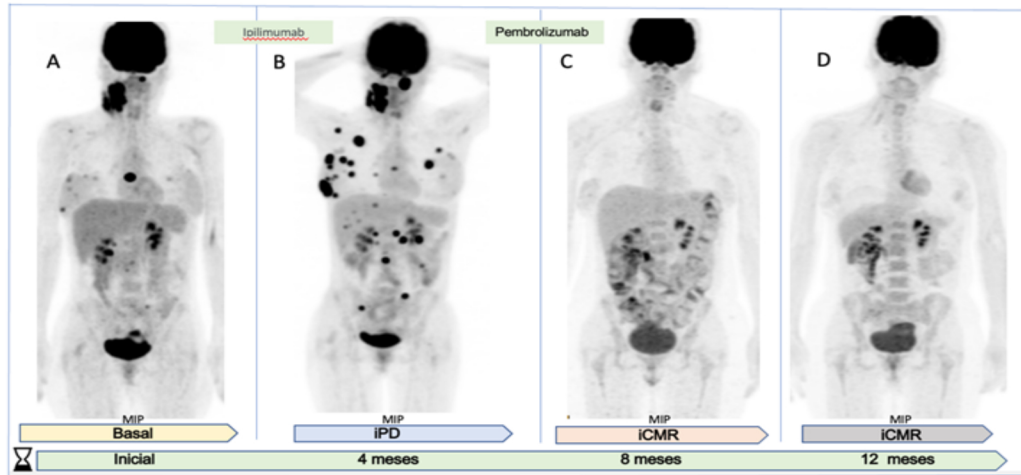 Ipilimumab
Pembrolizumab
A
B
C
D
MIP
MIP
MIP
MIP
Basal
iPD
iCMR
iCMR
Inicial
4 meses
8 meses
12 meses